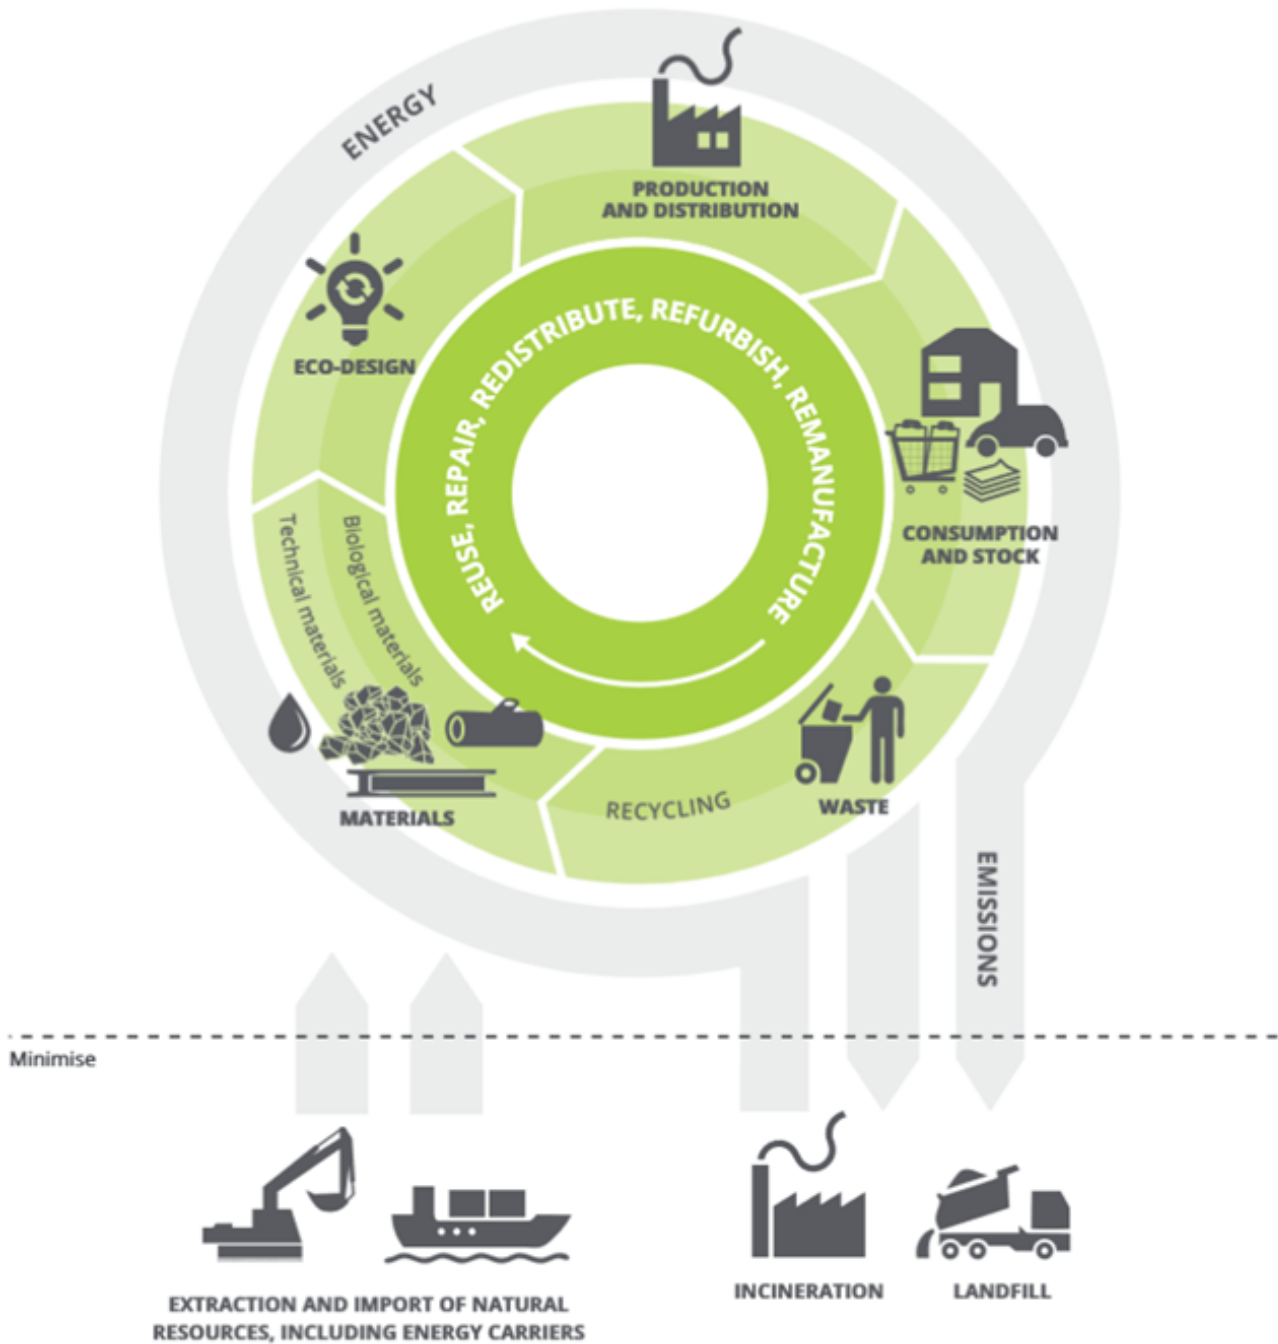 ENERGY
PRODUCTION
AND DISTRIBUTION
ECO-DESIGN
REUSE, REPAIR, REDISTRIBUTE, REFURBISH, REMANUFACTURE
CONSUMPTION
AND STOCK
Technical materials
Biological materials
MATERIALS
RECYCLING
WASTE
EMISSIONS
Minimise
EXTRACTION AND IMPORT OF NATURAL
RESOURCES, INCLUDING ENERGY CARRIERS
INCINERATION
LANDFILL